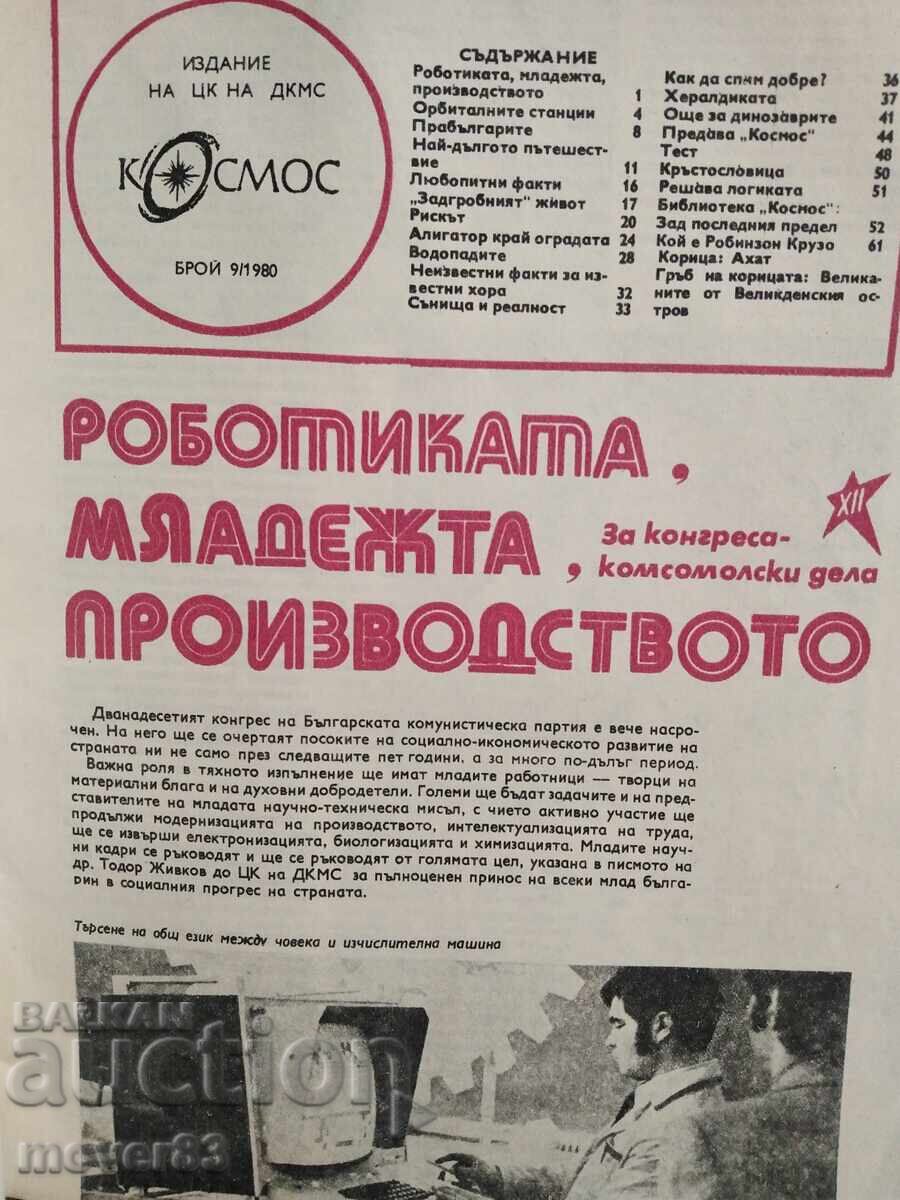 ИЗДАНИЕ
НА ЦК НА ДКМС
КОСМОС
БРОЙ 9/1980
СЪДЪРЖАНИЕ
Роботиката, младежта,
производството 1
Орбиталните станции 4
Прабългарите 8
Най-дългото пътешест-
вие 11
Любопитни факти 16
„Задгробният" живот 17
Рискът 20
Алигатор край оградата 24
Водопадите 28
Неизвестни факти за из-
вестни хора 32
Сънища и реалност 33
Как да спим добре? 36
Хералдиката 37
Още за динозаврите 41
Предава „Космос" 44
Тест 48
Кръстословица 50
Решава логиката 51
Библиотека „Космос":
Зад последния предел 52
Кой е Робинзон Крузо 61
Корица: Ахат
Гръб на корицата: Велика-
ните от Великденския ос-
тров
РОБОТИКАТА,
МЛАДЕЖТА,
ПРОИЗВОДСТВОТО
XII
За конгреса-
комсомолски дела
Дванадесетият конгрес на Българската комунистическа партия е вече насро-
чен. На него ще се очертаят посоките на социално-икономическото развитие на
страната ни не само през следващите пет години, а за много по-дълъг период.
Важна роля в тяхното изпълнение ще имат младите работници — творци на
материални блага и на духовни добродетели. Големи ще бъдат задачите и на пред-
ставителите на младата научно-техническа мисъл, с чието активно участие ще
продължи модернизацията на производството, интелектуализацията на труда,
ще се извърши електронизацията, биологизацията и химизацията. Младите науч-
ни кадри се ръководят и ще се ръководят от голямата цел, указана в писмото на
др. Тодор Живков до ЦК на ДКМС за пълноценен принос на всеки млад бълга-
рин в социалния прогрес на страната.
Търсене на общ език между човека и изчислителна машина
BALKAN
auction
mever83